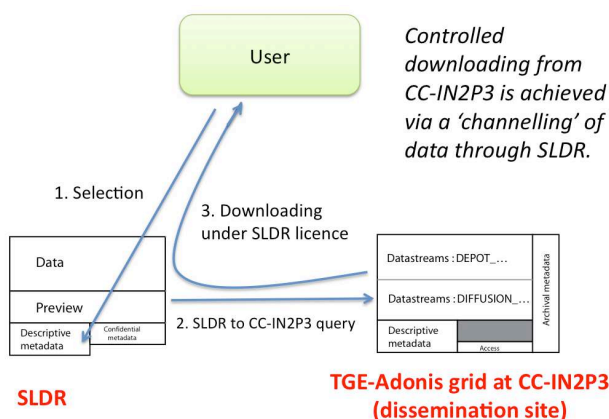 User
Controlled
downloading from
CC-IN2P3 is achieved
via a ‘channelling’ of
data through SLDR.
1. Selection
3. Downloading
under SLDR licence
Data
Preview
Descriptive
metadata
Confidential
metadata
2. SLDR to CC-IN2P3 query
Datastreams : DEPOT_...
Datastreams : DIFFUSION_...
Descriptive
metadata
Access
Archival metadata
SLDR
TGE-Adonis grid at CC-IN2P3
(dissemination site)